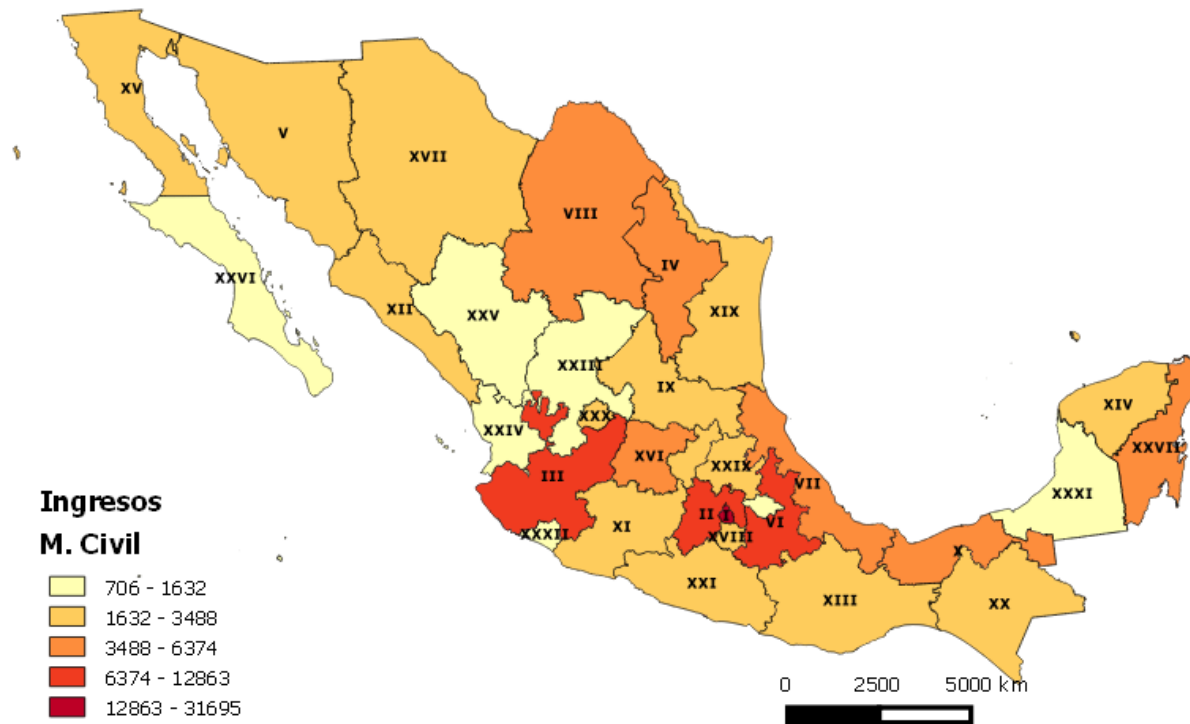 XV
V
XVII
VIII
XXVI
IV
XII
XXV
XIX
XXIII
IX
XXX
XIV
XXIV
XVI
XXIX
XXVII
III
VII
XXXI
II
I
VI
XXXII
XI
XVIII
X
XXI
XIII
XX
Ingresos
M. Civil
706 - 1632
1632 - 3488
3488 - 6374
6374 - 12863
12863 - 31695
0 2500 5000 km